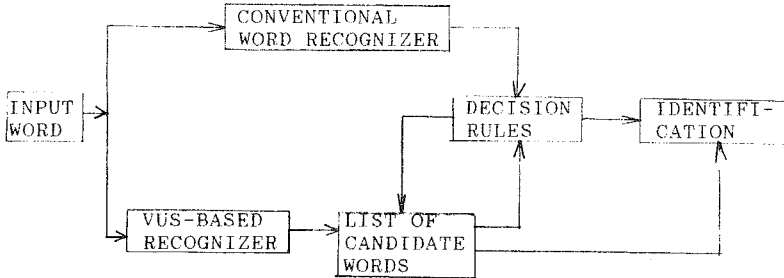 CONVENTIONAL
WORD RECOGNIZER
INPUT
WORD
DECISION
RULES
IDENTIFI-
CATION
VUS-BASED
RECOGNIZER
LIST OF
CANDIDATE
WORDS